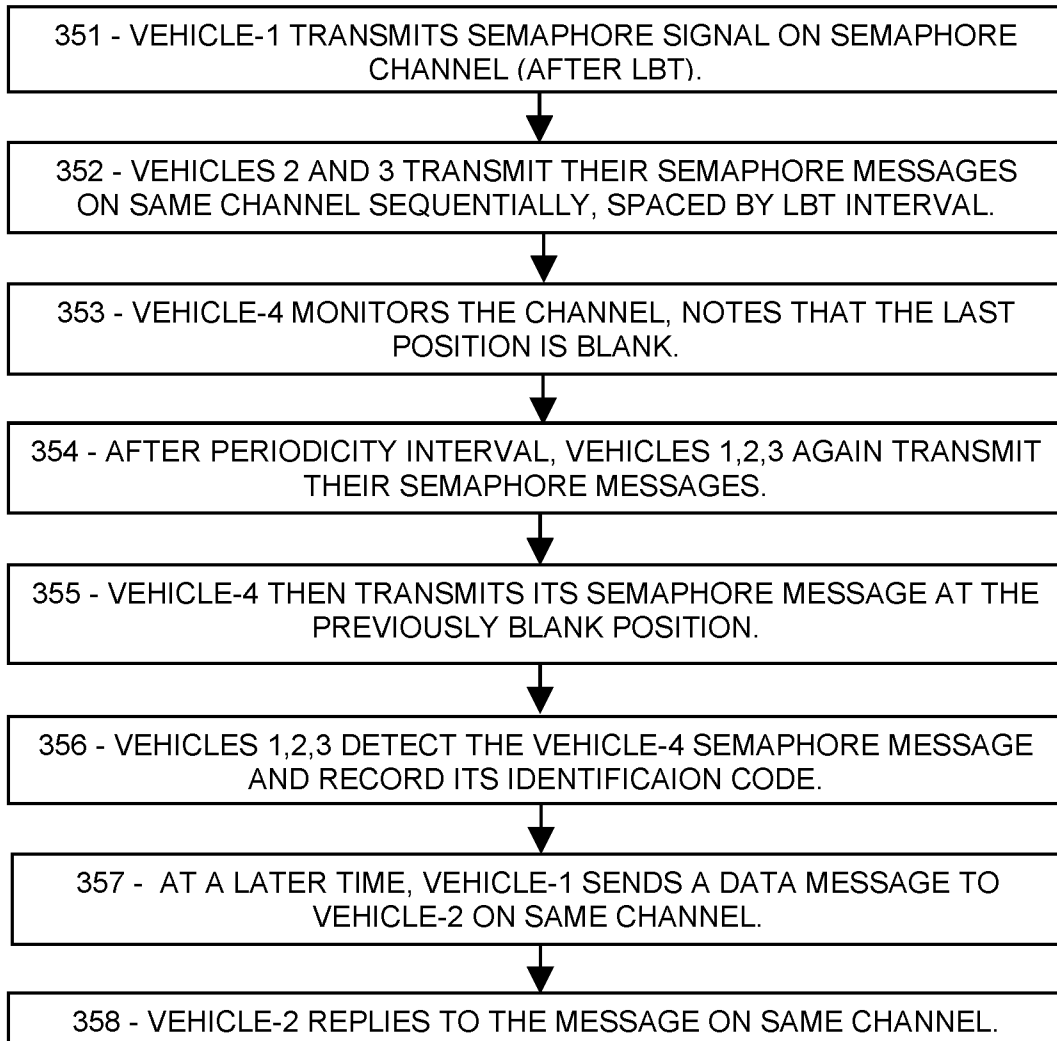 351 - VEHICLE-1 TRANSMITS SEMAPHORE SIGNAL ON SEMAPHORE
CHANNEL (AFTER LBT).
352 - VEHICLES 2 AND 3 TRANSMIT THEIR SEMAPHORE MESSAGES
ON SAME CHANNEL SEQUENTIALLY, SPACED BY LBT INTERVAL.
353 - VEHICLE-4 MONITORS THE CHANNEL, NOTES THAT THE LAST
POSITION IS BLANK.
354 - AFTER PERIODICITY INTERVAL, VEHICLES 1,2,3 AGAIN TRANSMIT
THEIR SEMAPHORE MESSAGES.
355 - VEHICLE-4 THEN TRANSMITS ITS SEMAPHORE MESSAGE AT THE
PREVIOUSLY BLANK POSITION.
356 - VEHICLES 1,2,3 DETECT THE VEHICLE-4 SEMAPHORE MESSAGE
AND RECORD ITS IDENTIFICAION CODE.
357 - AT A LATER TIME, VEHICLE-1 SENDS A DATA MESSAGE TO
VEHICLE-2 ON SAME CHANNEL.
358 - VEHICLE-2 REPLIES TO THE MESSAGE ON SAME CHANNEL.